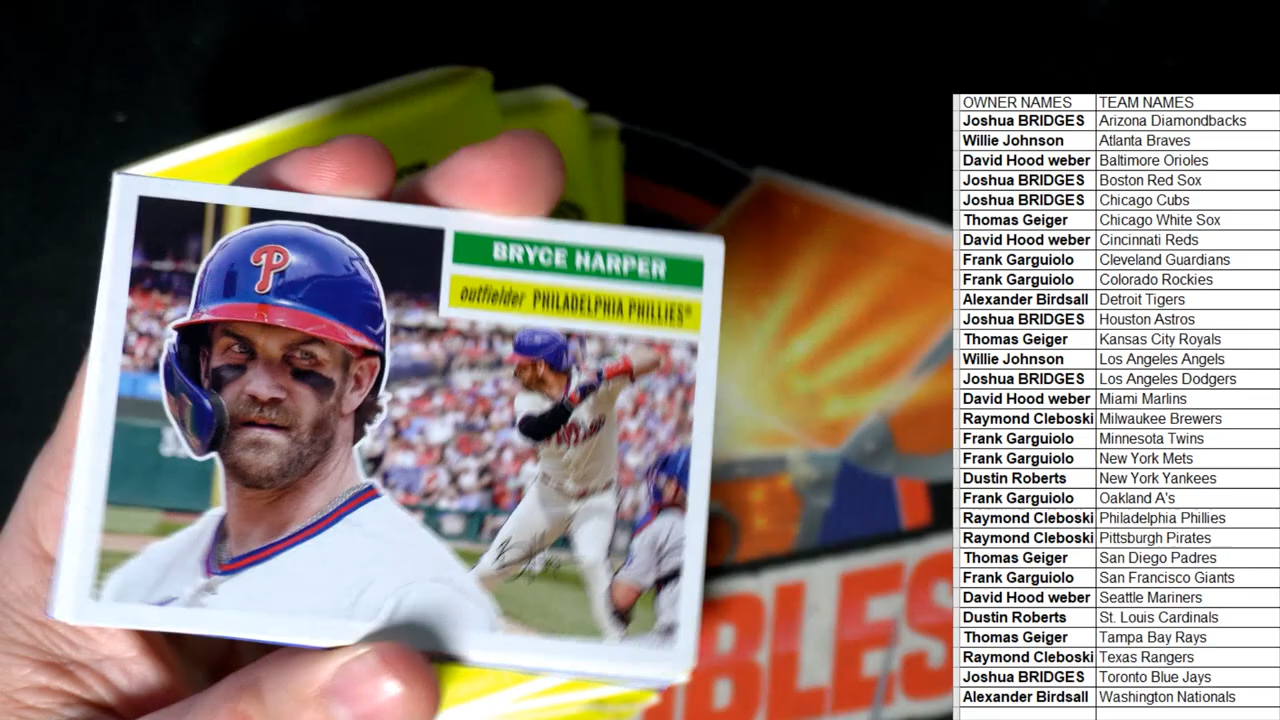 BRYCE HARPER
outfielder PHILADELPHIA PHILLIES
P
BLES
OWNER NAMES TEAM NAMES
Joshua BRIDGES Arizona Diamondbacks
Willie Johnson Atlanta Braves
David Hood weber Baltimore Orioles
Joshua BRIDGES Boston Red Sox
Joshua BRIDGES Chicago Cubs
Thomas Geiger Chicago White Sox
David Hood weber Cincinnati Reds
Frank Garguiolo Cleveland Guardians
Frank Garguiolo Colorado Rockies
Alexander Birdsall Detroit Tigers
Joshua BRIDGES Houston Astros
Thomas Geiger Kansas City Royals
Willie Johnson Los Angeles Angels
Joshua BRIDGES Los Angeles Dodgers
David Hood weber Miami Marlins
Raymond Cleboski Milwaukee Brewers
Frank Garguiolo Minnesota Twins
Frank Garguiolo New York Mets
Dustin Roberts New York Yankees
Frank Garguiolo Oakland A's
Raymond Cleboski Philadelphia Phillies
Raymond Cleboski Pittsburgh Pirates
Thomas Geiger San Diego Padres
Frank Garguiolo San Francisco Giants
David Hood weber Seattle Mariners
Dustin Roberts St. Louis Cardinals
Thomas Geiger Tampa Bay Rays
Raymond Cleboski Texas Rangers
Joshua BRIDGES Toronto Blue Jays
Alexander Birdsall Washington Nationals